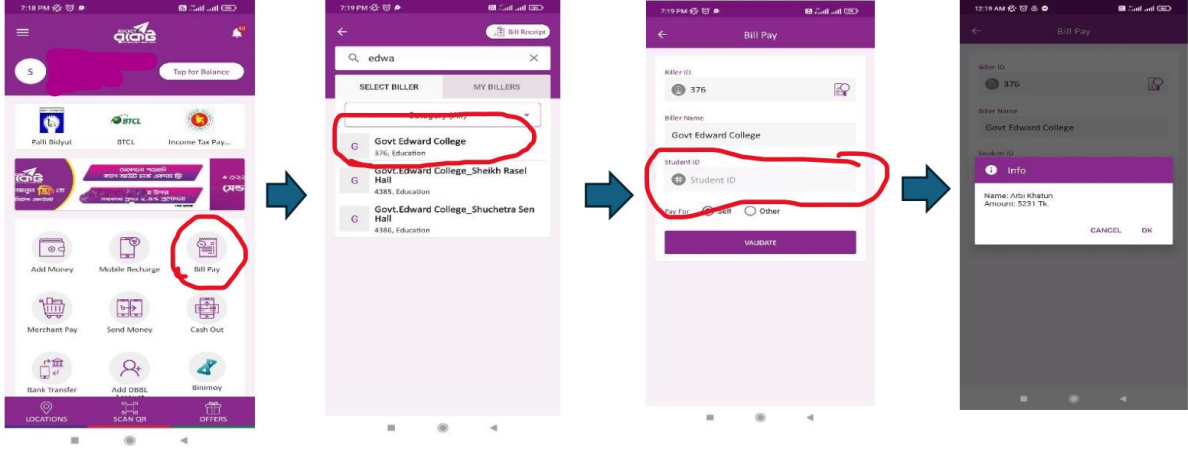 7:18 PM
ROCKET
রকেট
S
Tap for Balance
Palli Bidyut
BTCL
BTCL
Income Tax Pay...
Add Money
Mobile Recharge
Bill Pay
Merchant Pay
Send Money
Cash Out
Bank Transfer
Add DBBL
Binimoy
LOCATIONS
SCAN QR
OFFERS
7:19 PM
Bill Receipt
edwa
SELECT BILLER
MY BILLERS
Category (All)
G
Govt Edward College
376, Education
G
Govt.Edward College_Sheikh Rasel
Hall
4385, Education
G
Govt.Edward College_Shuchetra Sen
Hall
4386, Education
7:19 PM
Bill Pay
Biller ID
376
Biller Name
Govt Edward College
Student ID
Student ID
Pay For
Self
Other
VALIDATE
12:19 AM
Bill Pay
Biller ID
376
Biller Name
Govt Edward College
Student ID
Info
Name: Arbi Khatun
Amount: 5231 Tk.
CANCEL
OK